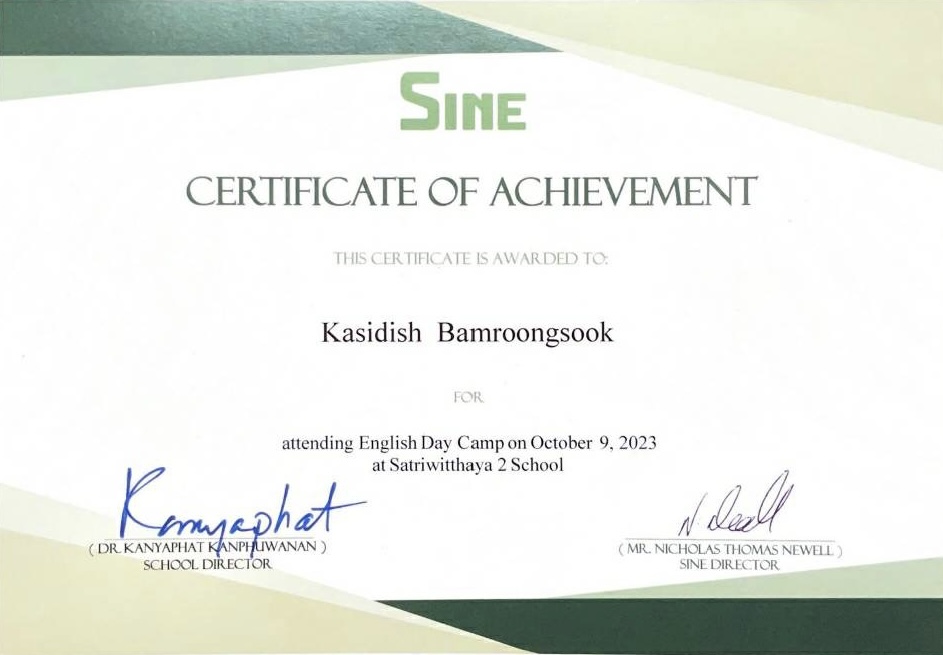 SINE
CERTIFICATE OF ACHIEVEMENT
THIS CERTIFICATE IS AWARDED TO:
Kasidish Bamroongsook
FOR
attending English Day Camp on October 9, 2023
at Satriwitthaya 2 School
Kanyaphat
( DR. KANYAPHAT KANPHUWANAN )
SCHOOL DIRECTOR
( MR. NICHOLAS THOMAS NEWELL )
SINE DIRECTOR